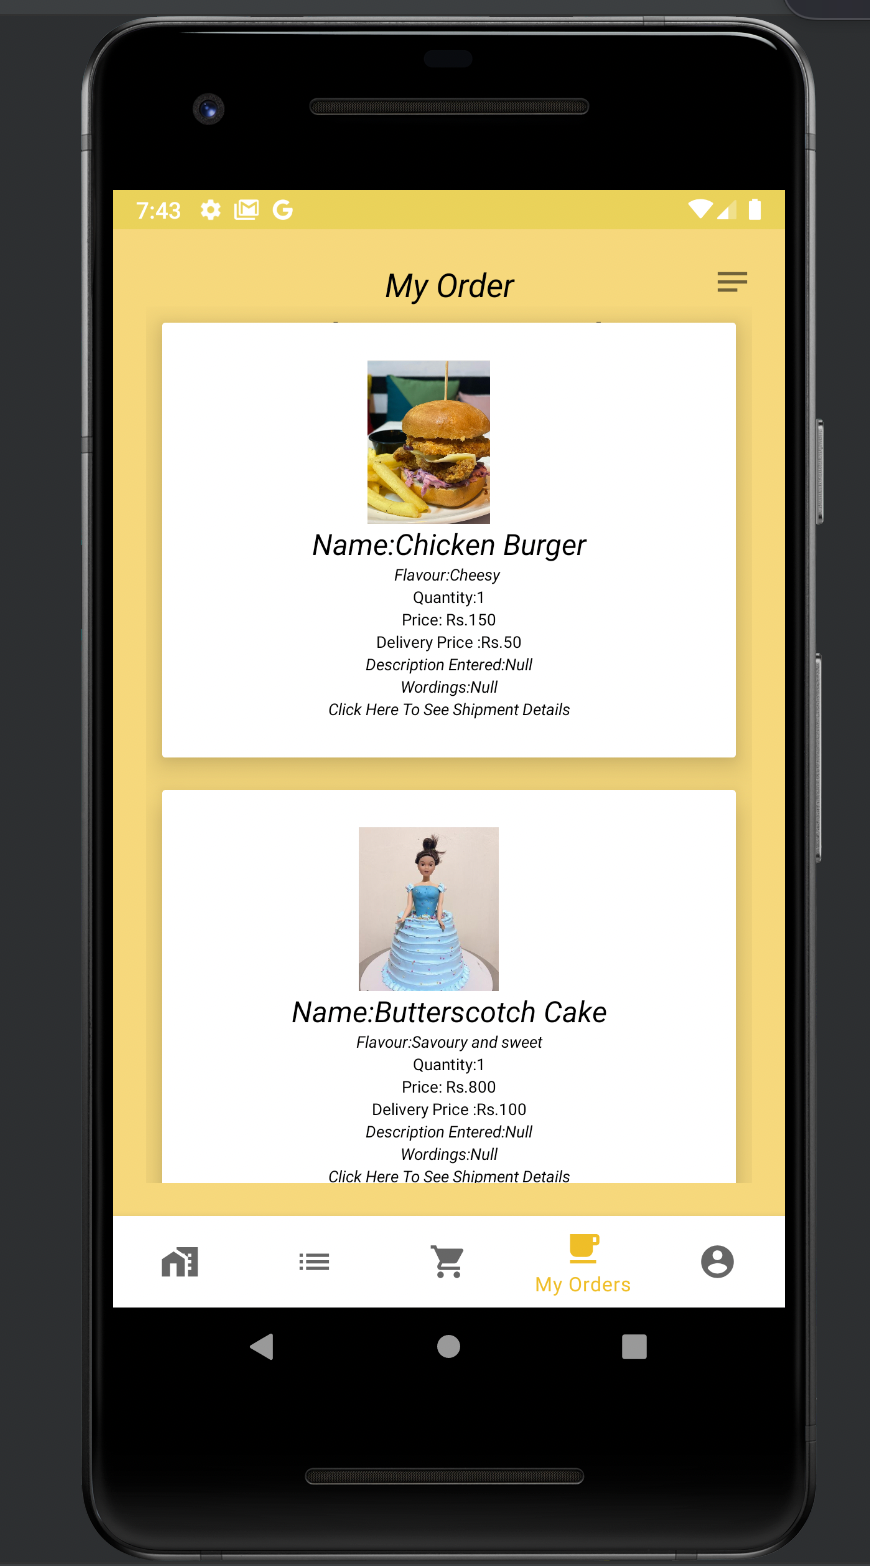 7:43
My Order
Name:Chicken Burger
Flavour:Cheesy
Quantity:1
Price: Rs.150
Delivery Price :Rs.50
Description Entered:Null
Wordings:Null
Click Here To See Shipment Details
Name:Butterscotch Cake
Flavour:Savoury and sweet
Quantity:1
Price: Rs.800
Delivery Price :Rs.100
Description Entered:Null
Wordings:Null
Click Here To See Shipment Details
My Orders